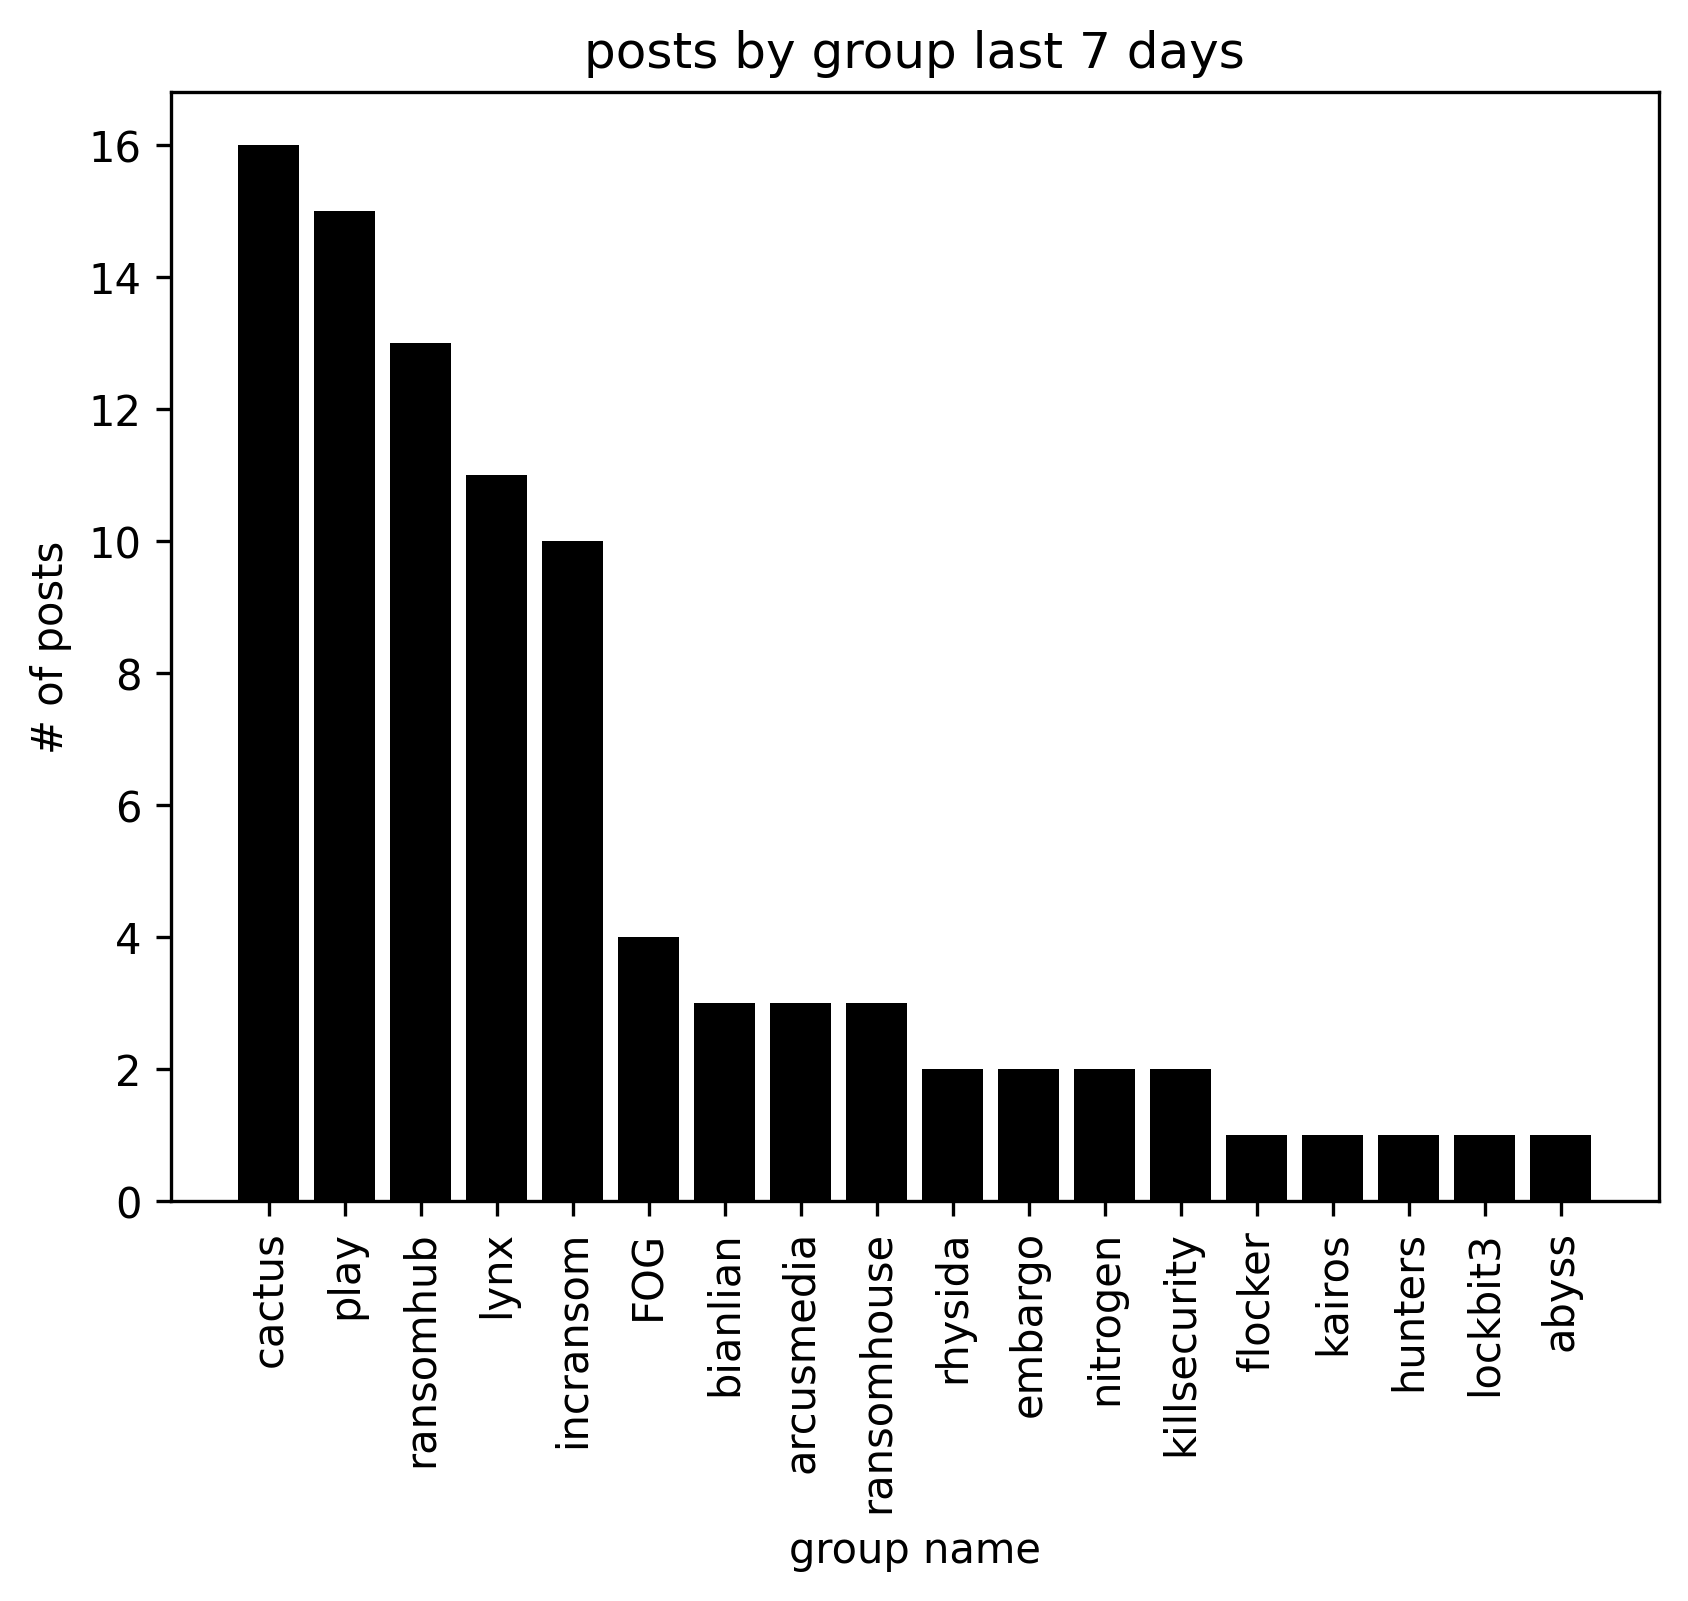 posts by group last 7 days
16
14
12
10
8
6
4
2
0
# of posts
cactus
play
ransomhub
lynx
incransom
FOG
bianlian
arcusmedia
ransomhouse
rhysida
embargo
nitrogen
killsecurity
flocker
kairos
hunters
lockbit3
abyss
group name